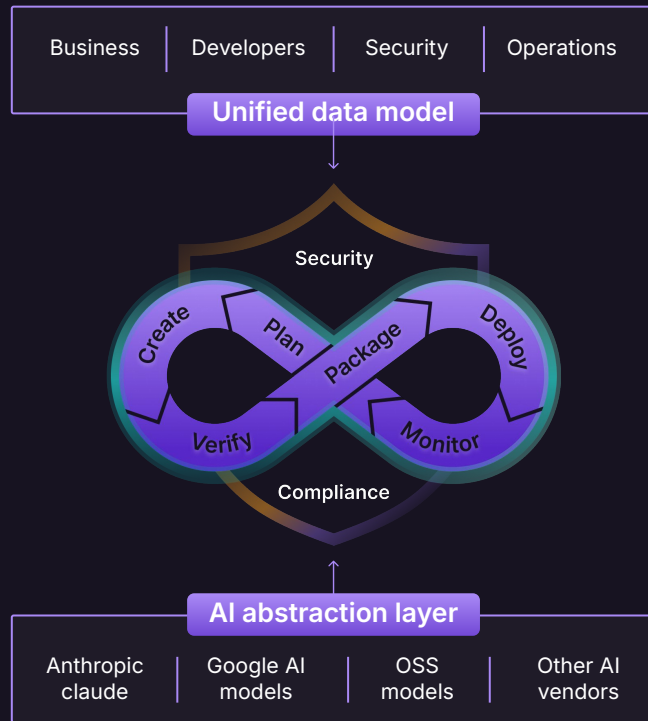 Business
Developers
Security
Operations
Unified data model
Security
Create
Plan
Package
Deploy
Verify
Monitor
Compliance
AI abstraction layer
Anthropic
claude
Google AI
models
OSS
models
Other AI
vendors